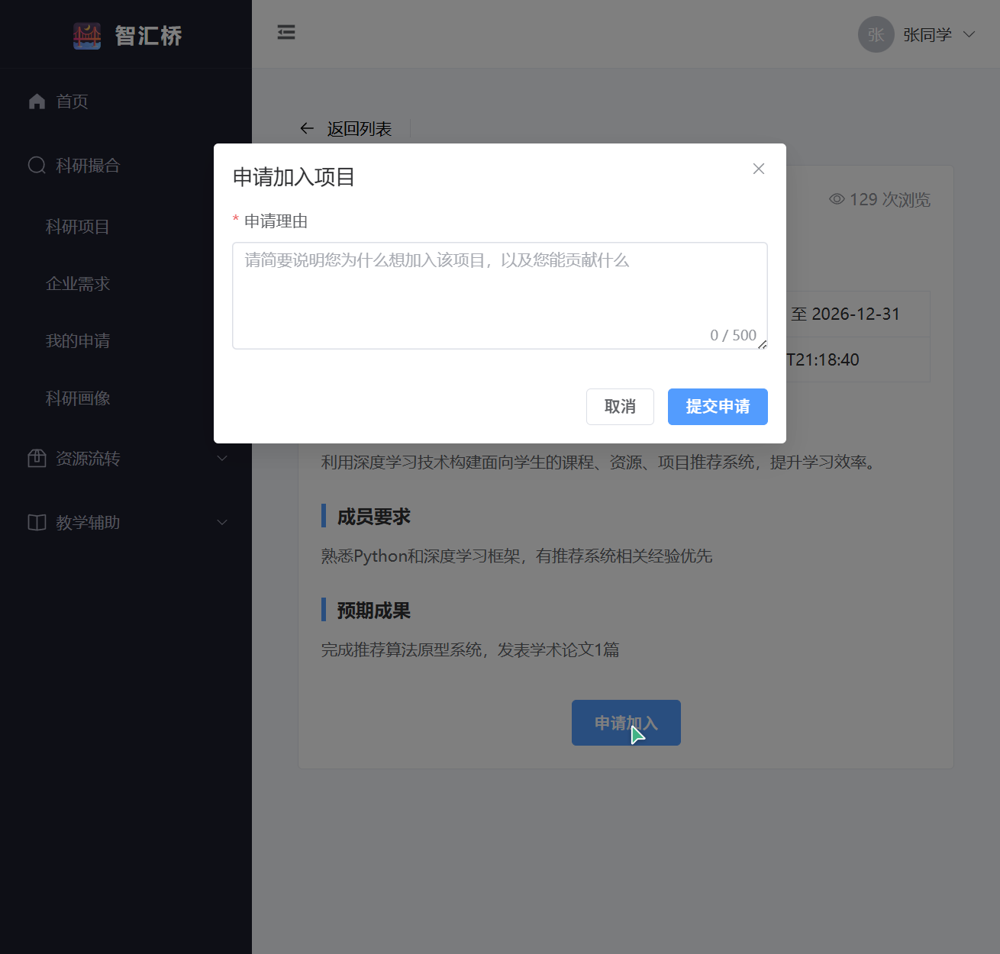 智汇桥
首页
科研撮合
科研项目
企业需求
我的申请
科研画像
资源流转
教学辅助
张 张同学
返回列表
129 次浏览
申请加入项目
* 申请理由
请简要说明您为什么想加入该项目，以及您能贡献什么
0 / 500
取消 提交申请
至 2026-12-31
T21:18:40
利用深度学习技术构建面向学生的课程、资源、项目推荐系统，提升学习效率。
成员要求
熟悉Python和深度学习框架，有推荐系统相关经验优先
预期成果
完成推荐算法原型系统，发表学术论文1篇
申请加入